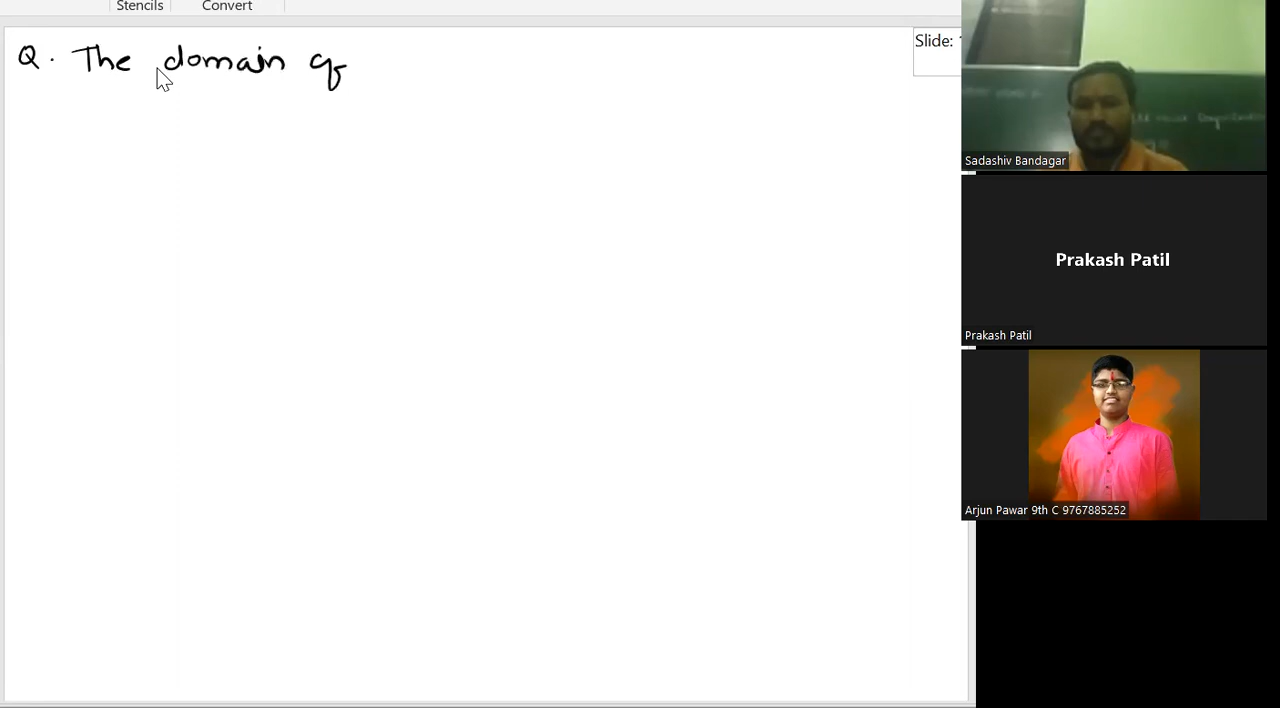 Stencils Convert
Q. The domain of
Slide:
Sadashiv Bandagar
Prakash Patil
Prakash Patil
Arjun Pawar 9th C 9767885252